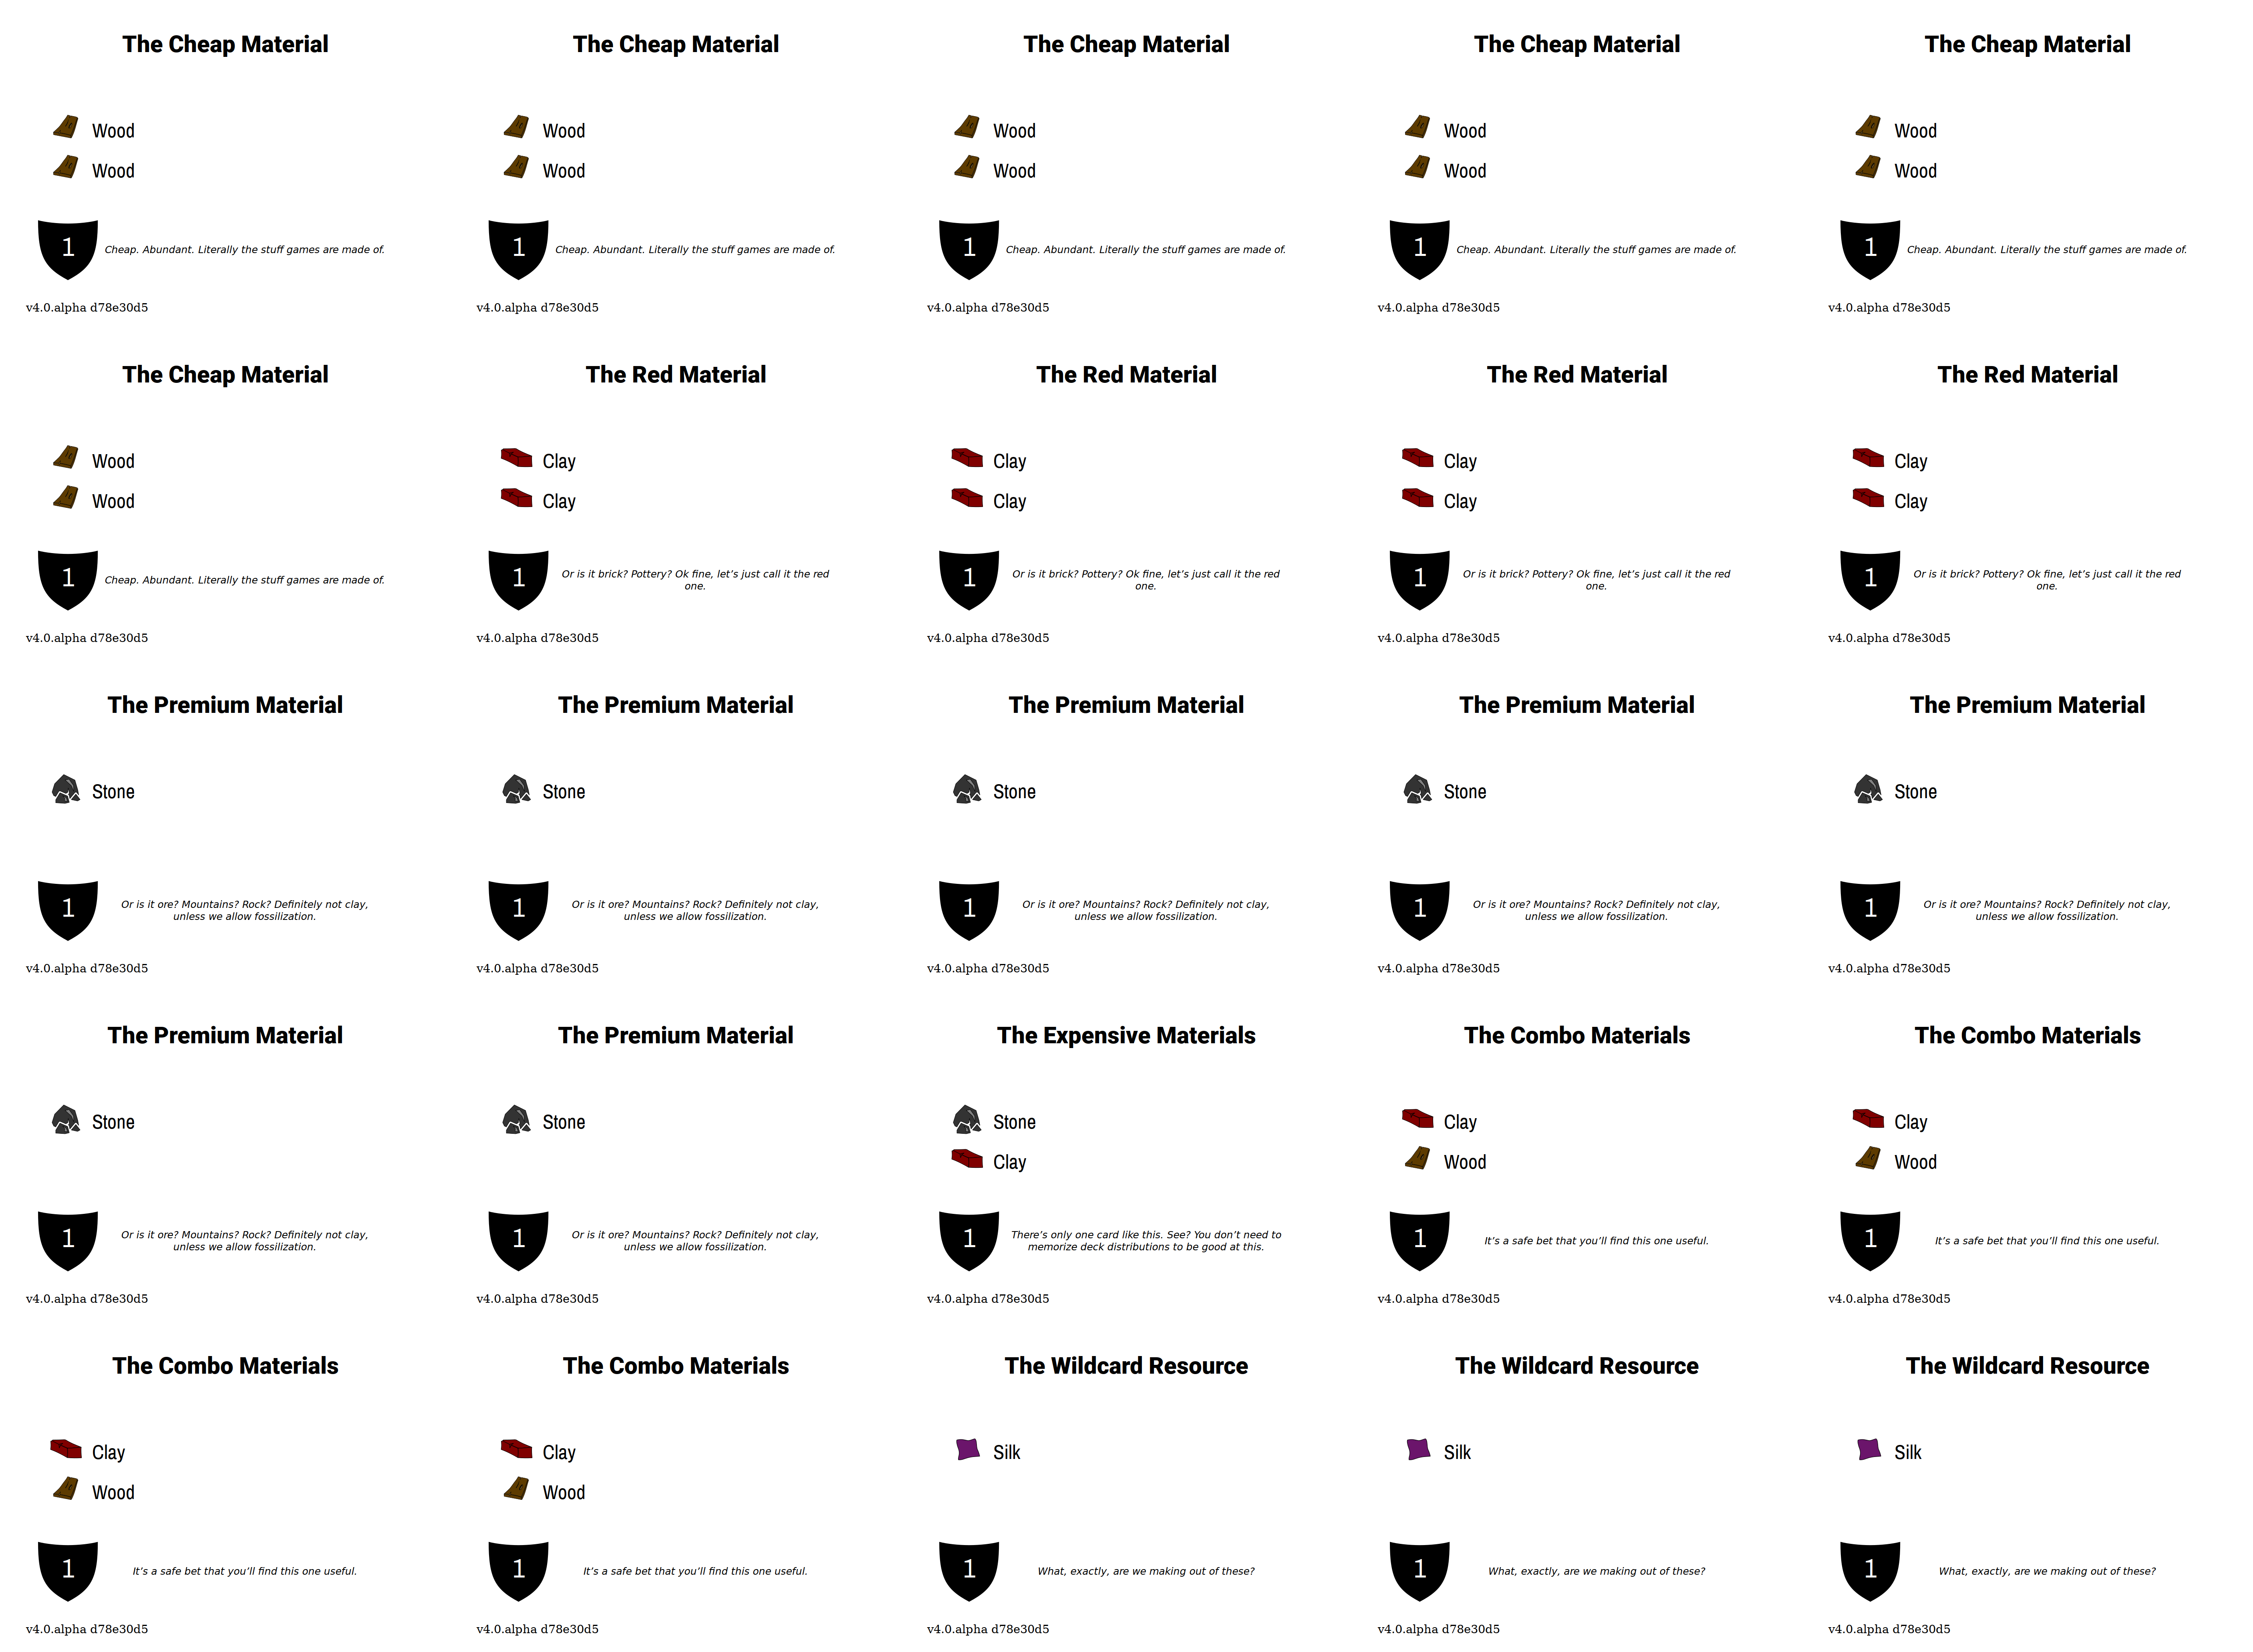 The Cheap Material
Wood
Wood
1
Cheap. Abundant. Literally the stuff games are made of.
v4.0.alpha d78e30d5
The Cheap Material
Wood
Wood
1
Cheap. Abundant. Literally the stuff games are made of.
v4.0.alpha d78e30d5
The Cheap Material
Wood
Wood
1
Cheap. Abundant. Literally the stuff games are made of.
v4.0.alpha d78e30d5
The Cheap Material
Wood
Wood
1
Cheap. Abundant. Literally the stuff games are made of.
v4.0.alpha d78e30d5
The Cheap Material
Wood
Wood
1
Cheap. Abundant. Literally the stuff games are made of.
v4.0.alpha d78e30d5
The Cheap Material
Wood
Wood
1
Cheap. Abundant. Literally the stuff games are made of.
v4.0.alpha d78e30d5
The Red Material
Clay
Clay
1
Or is it brick? Pottery? Ok fine, let’s just call it the red
one.
v4.0.alpha d78e30d5
The Red Material
Clay
Clay
1
Or is it brick? Pottery? Ok fine, let’s just call it the red
one.
v4.0.alpha d78e30d5
The Red Material
Clay
Clay
1
Or is it brick? Pottery? Ok fine, let’s just call it the red
one.
v4.0.alpha d78e30d5
The Red Material
Clay
Clay
1
Or is it brick? Pottery? Ok fine, let’s just call it the red
one.
v4.0.alpha d78e30d5
The Premium Material
Stone
1
Or is it ore? Mountains? Rock? Definitely not clay,
unless we allow fossilization.
v4.0.alpha d78e30d5
The Premium Material
Stone
1
Or is it ore? Mountains? Rock? Definitely not clay,
unless we allow fossilization.
v4.0.alpha d78e30d5
The Premium Material
Stone
1
Or is it ore? Mountains? Rock? Definitely not clay,
unless we allow fossilization.
v4.0.alpha d78e30d5
The Premium Material
Stone
1
Or is it ore? Mountains? Rock? Definitely not clay,
unless we allow fossilization.
v4.0.alpha d78e30d5
The Premium Material
Stone
1
Or is it ore? Mountains? Rock? Definitely not clay,
unless we allow fossilization.
v4.0.alpha d78e30d5
The Premium Material
Stone
1
Or is it ore? Mountains? Rock? Definitely not clay,
unless we allow fossilization.
v4.0.alpha d78e30d5
The Premium Material
Stone
1
Or is it ore? Mountains? Rock? Definitely not clay,
unless we allow fossilization.
v4.0.alpha d78e30d5
The Expensive Materials
Stone
Clay
1
There’s only one card like this. See? You don’t need to
memorize deck distributions to be good at this.
v4.0.alpha d78e30d5
The Combo Materials
Clay
Wood
1
It’s a safe bet that you’ll find this one useful.
v4.0.alpha d78e30d5
The Combo Materials
Clay
Wood
1
It’s a safe bet that you’ll find this one useful.
v4.0.alpha d78e30d5
The Combo Materials
Clay
Wood
1
It’s a safe bet that you’ll find this one useful.
v4.0.alpha d78e30d5
The Combo Materials
Clay
Wood
1
It’s a safe bet that you’ll find this one useful.
v4.0.alpha d78e30d5
The Wildcard Resource
Silk
1
What, exactly, are we making out of these?
v4.0.alpha d78e30d5
The Wildcard Resource
Silk
1
What, exactly, are we making out of these?
v4.0.alpha d78e30d5
The Wildcard Resource
Silk
1
What, exactly, are we making out of these?
v4.0.alpha d78e30d5